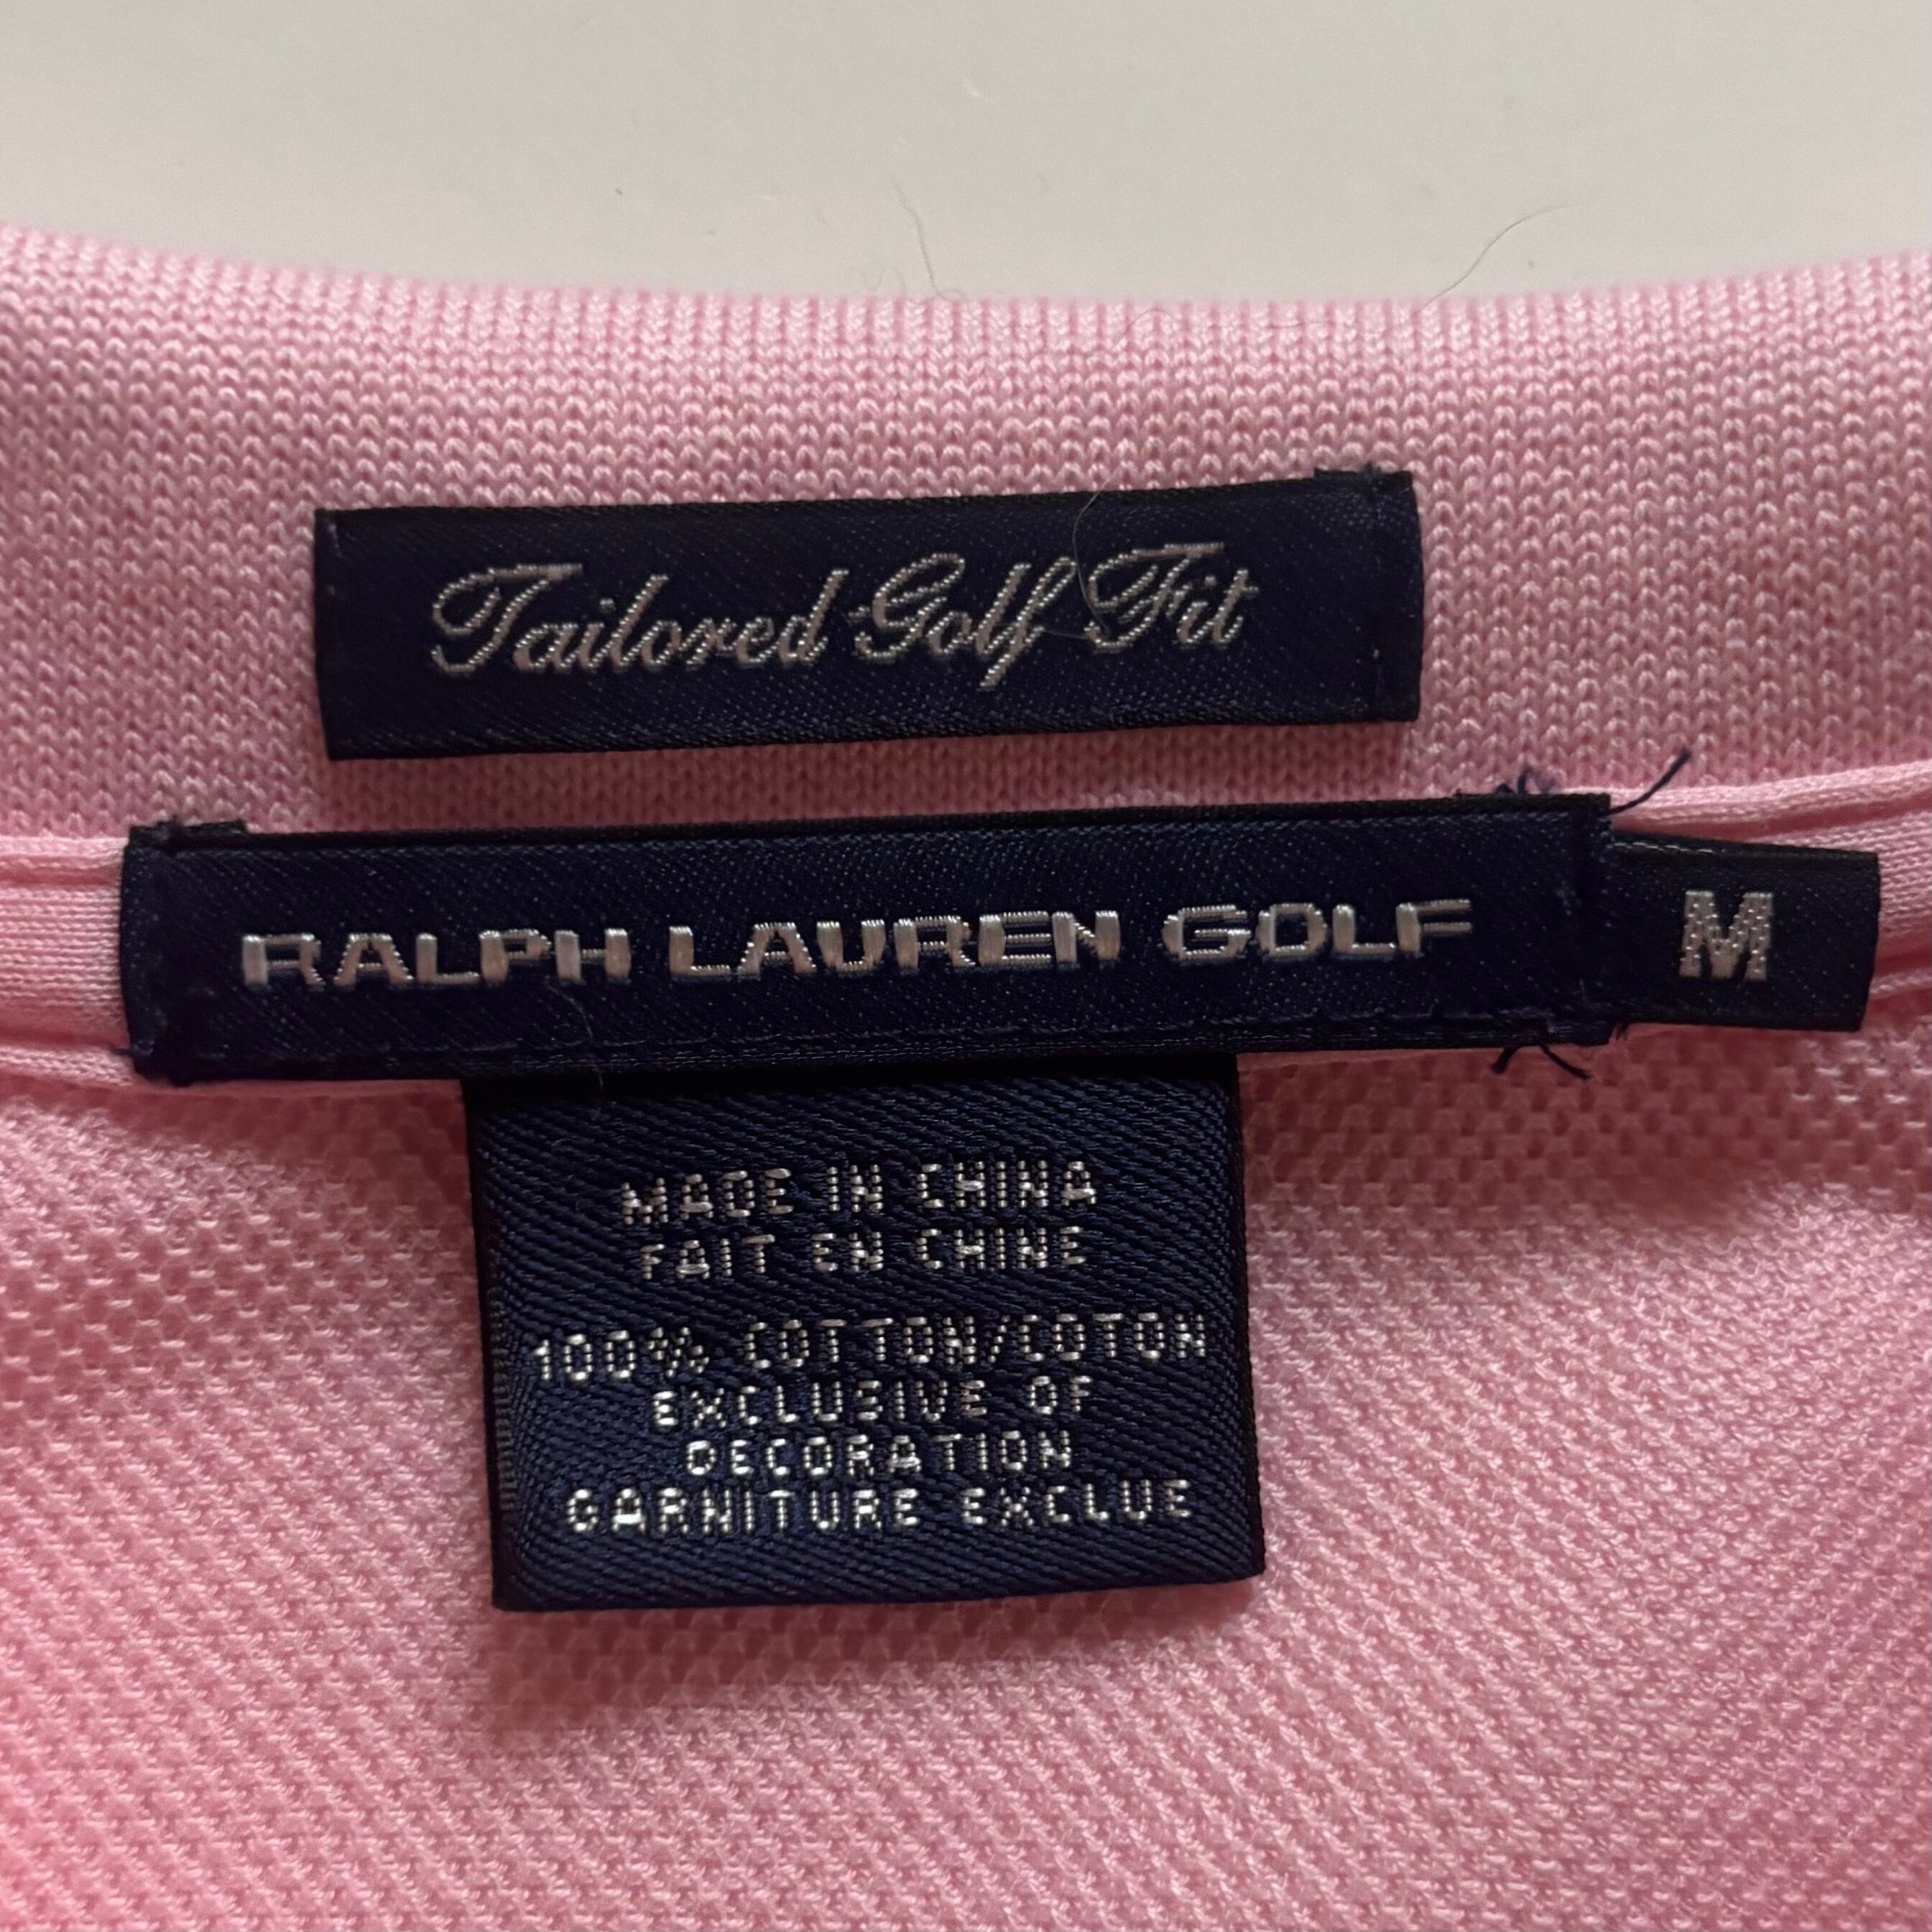 Tailored Golf Fit
RALPH LAUREN GOLF
M
MADE IN CHINA
FAIT EN CHINE
100% COTTON/COTON
EXCLUSIVE OF
DECORATION
GARNITURE EXCLUE